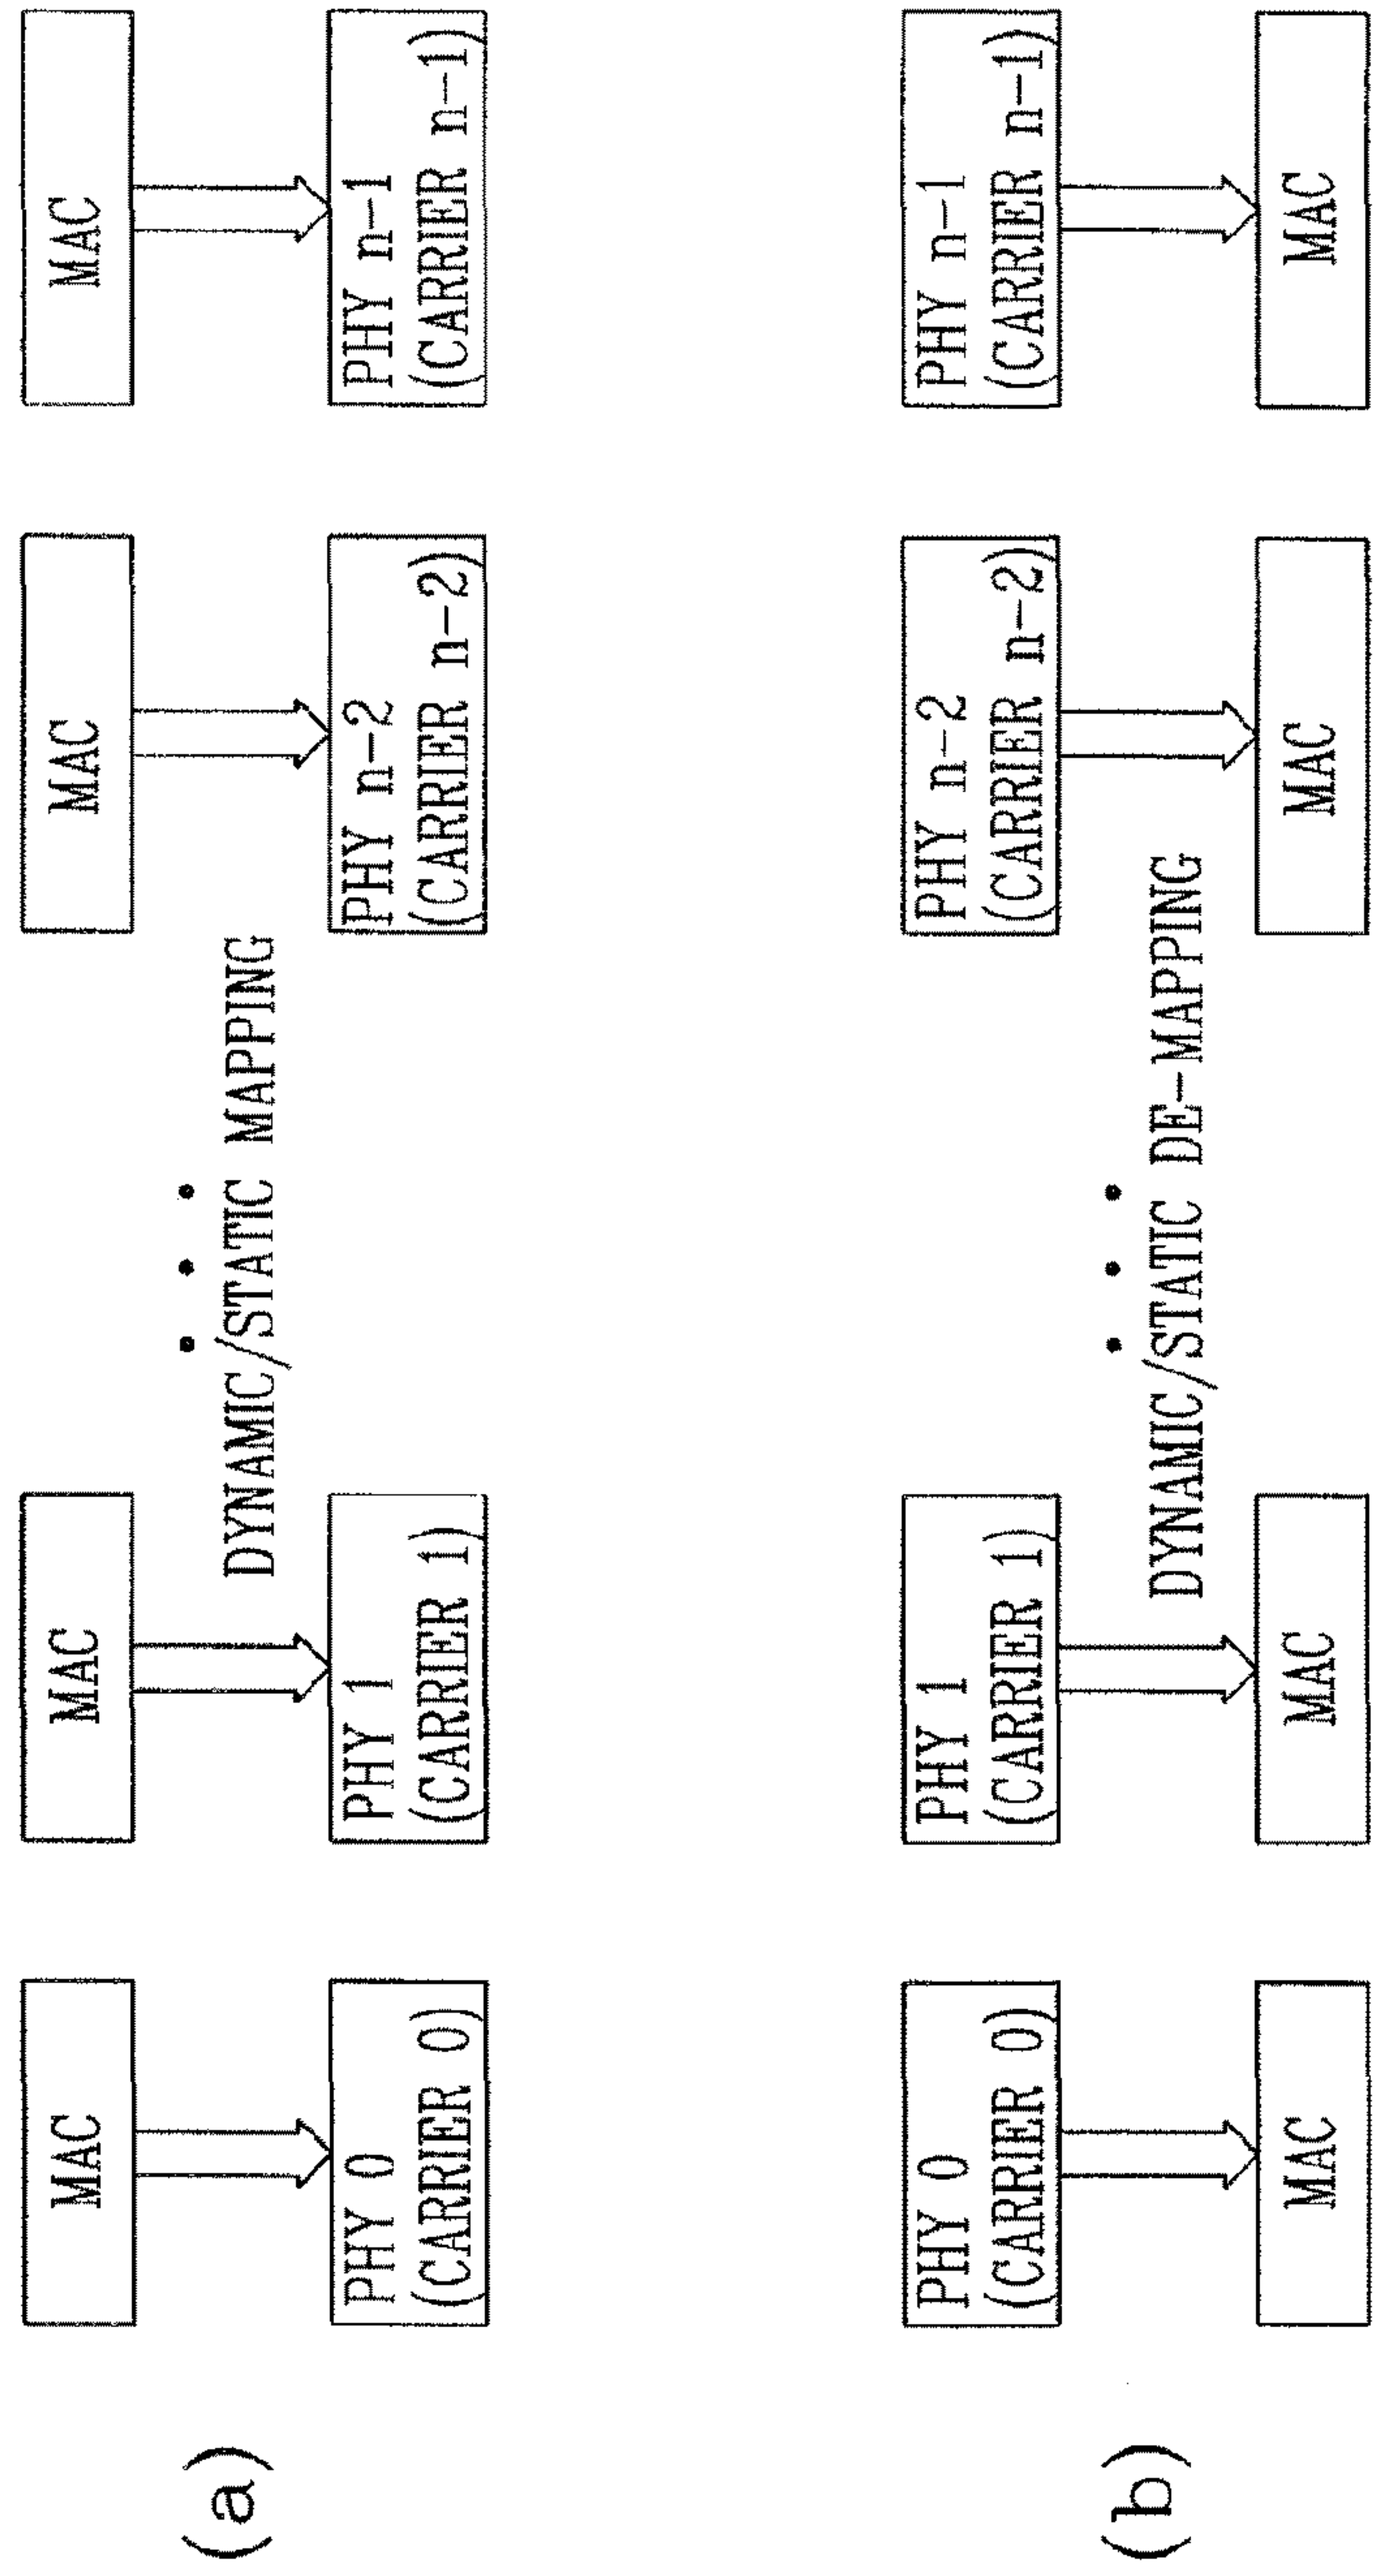 (a)
MAC
MAC
MAC
MAC
• • •
DYNAMIC/STATIC MAPPING
PHY 0
(CARRIER 0)
PHY 1
(CARRIER 1)
PHY n-2
(CARRIER n-2)
PHY n-1
(CARRIER n-1)
(b)
PHY 0
(CARRIER 0)
PHY 1
(CARRIER 1)
PHY n-2
(CARRIER n-2)
PHY n-1
(CARRIER n-1)
• • •
DYNAMIC/STATIC DE-MAPPING
MAC
MAC
MAC
MAC